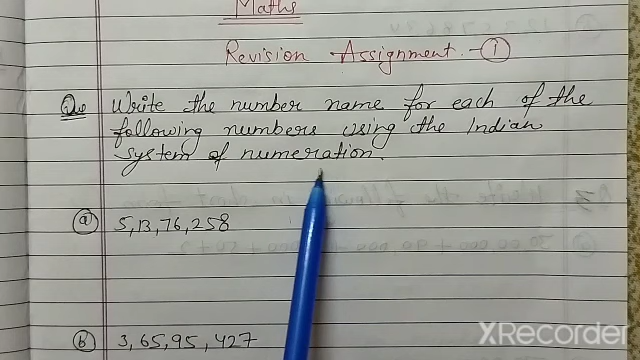 Maths
Revision Assignment - 1
Que Write the number name for each of the
following numbers using the Indian
system of numeration.
(a) 5,13,76,258
(b) 3,65,95,427
XRecorder